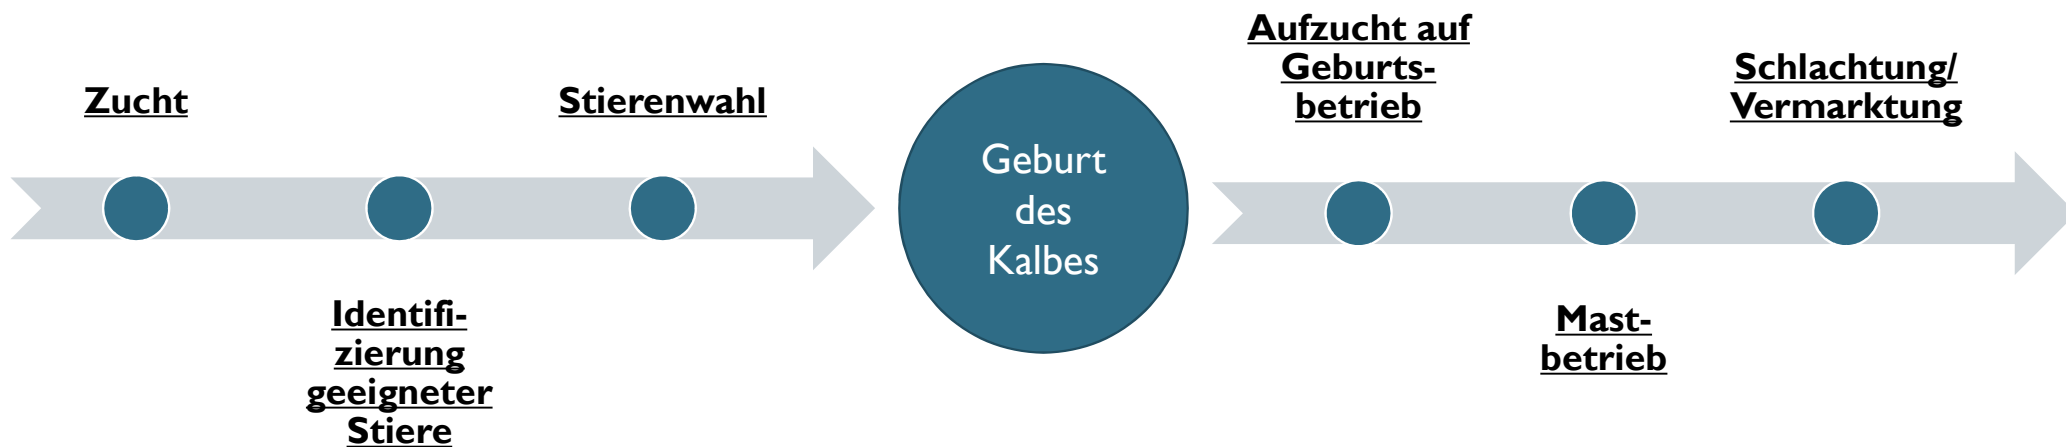 Zucht
Identifi-
zierung
geeigneter
Stiere
Stierenwahl
Geburt
des
Kalbes
Aufzucht auf
Geburts-
betrieb
Mast-
betrieb
Schlachtung/
Vermarktung